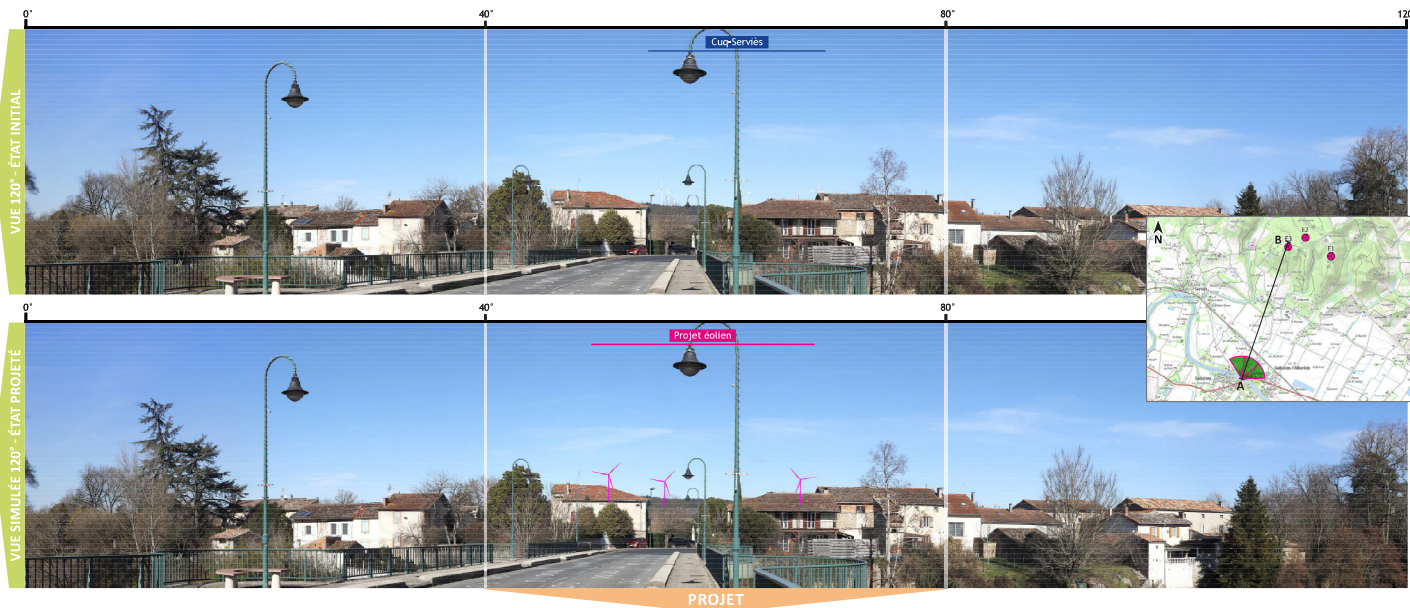 0° 40° 80° 120
Cuq-Serviès
VUE 120° - ÉTAT INITIAL
N
B E3 E2
E1
A
0° 40° 80°
Projet éolien
VUE SIMULÉE 120° - ÉTAT PROJETÉ
PROJET